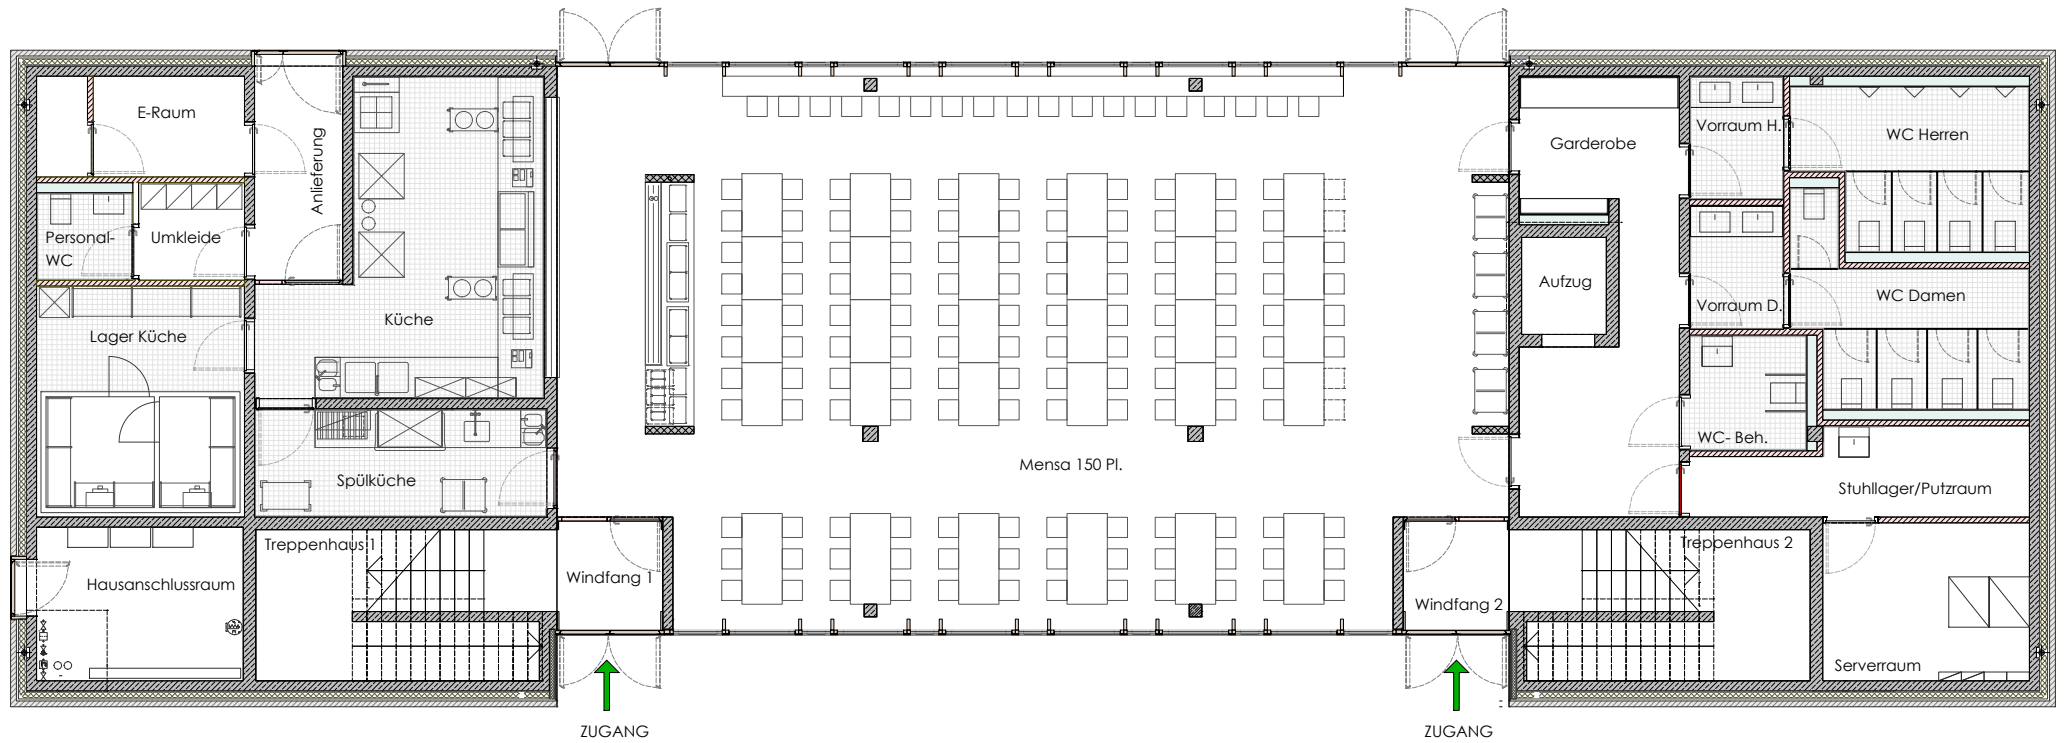 E-Raum
Anlieferung
Personal-
WC
Umkleide
Lager Küche
Küche
Spülküche
Hausanschlussraum
Treppenhaus 1
Windfang 1
Mensa 150 Pl.
Garderobe
Aufzug
Vorraum H.
WC Herren
Vorraum D.
WC Damen
WC- Beh.
Stuhllager/Putzraum
Treppenhaus 2
Windfang 2
Serverraum
ZUGANG
ZUGANG